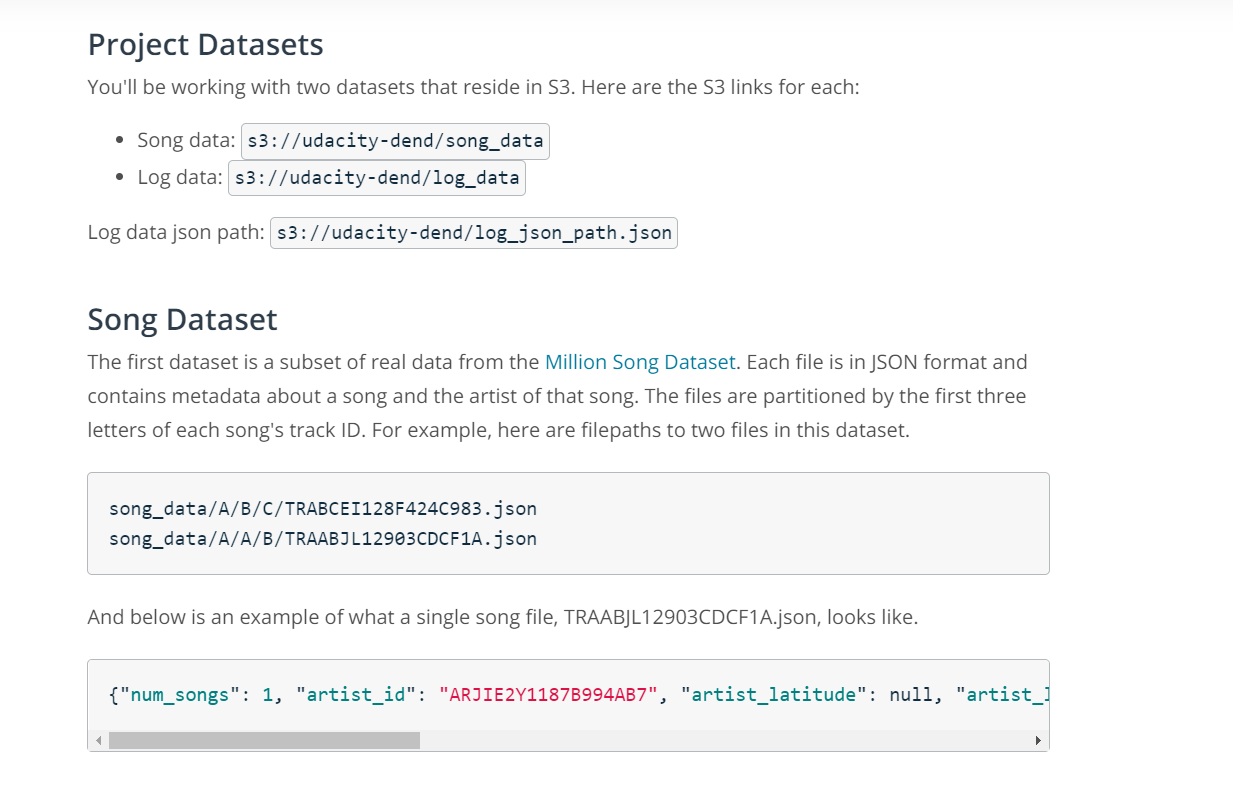 Project Datasets
You'll be working with two datasets that reside in S3. Here are the S3 links for each:
• Song data: s3://udacity-dend/song_data
• Log data: s3://udacity-dend/log_data
Log data json path: s3://udacity-dend/log_json_path.json
Song Dataset
The first dataset is a subset of real data from the Million Song Dataset. Each file is in JSON format and
contains metadata about a song and the artist of that song. The files are partitioned by the first three
letters of each song's track ID. For example, here are filepaths to two files in this dataset.
song_data/A/B/C/TRABCEI128F424C983.json
song_data/A/A/B/TRAABJL12903CDCF1A.json
And below is an example of what a single song file, TRAABJL12903CDCF1A.json, looks like.
{"num_songs": 1, "artist_id": "ARJIE2Y1187B994AB7", "artist_latitude": null, "artist_l